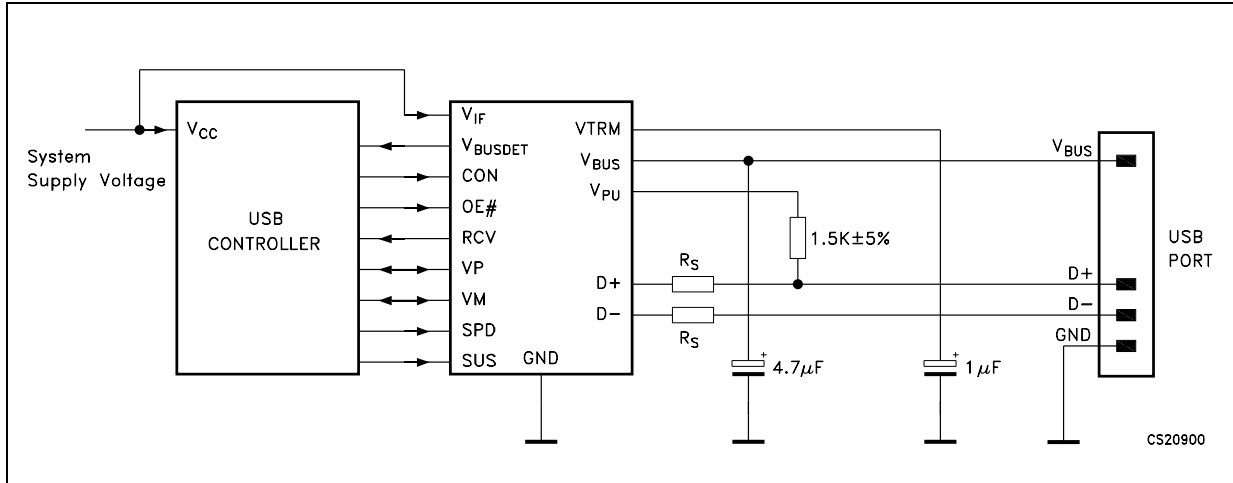 System
Supply Voltage
VCC
USB
CONTROLLER
VIF
VBUSDET
CON
OE#
RCV
VP
VM
SPD
SUS
GND
VTRM
VBUS
VPU
D+
D-
1.5K±5%
RS
RS
4.7μF
+
1μF
+
VBUS
D+
D-
GND
USB
PORT
CS20900